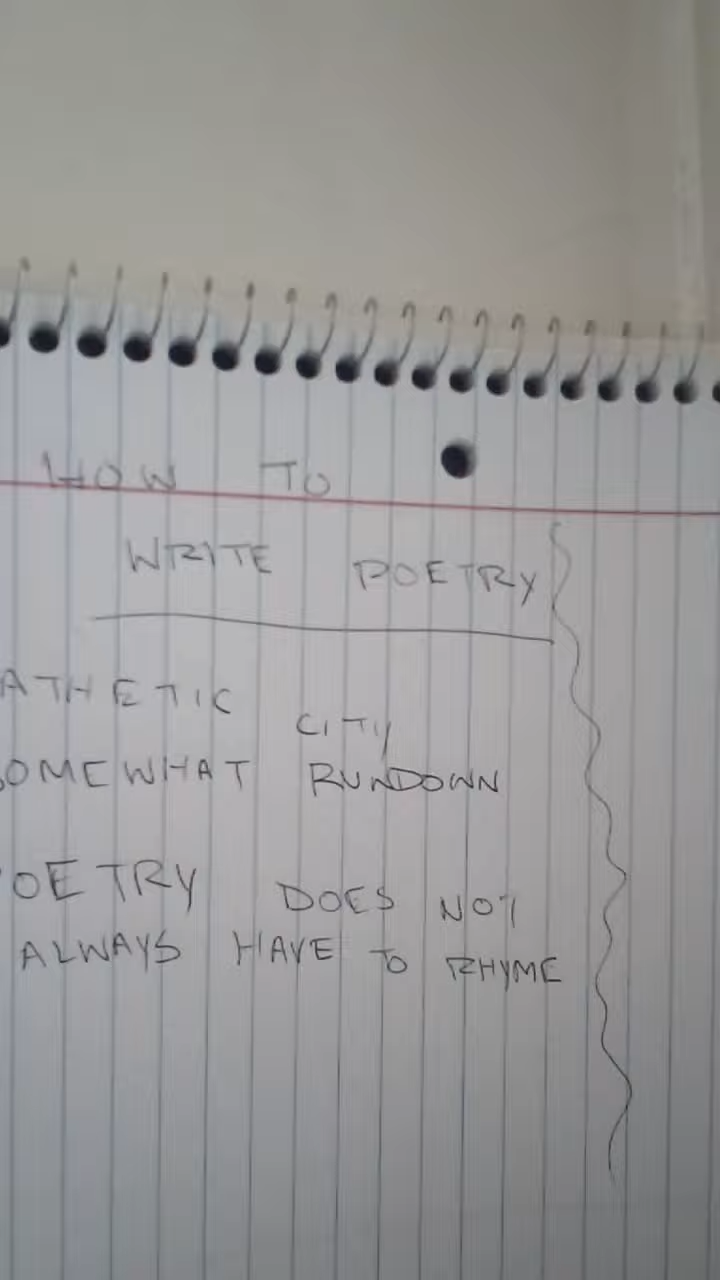 HOW TO
WRITE POETRY
ATHETIC CITY
OMEWHAT RUNDOWN
OETRY DOES NOT
ALWAYS HAVE TO RHYME